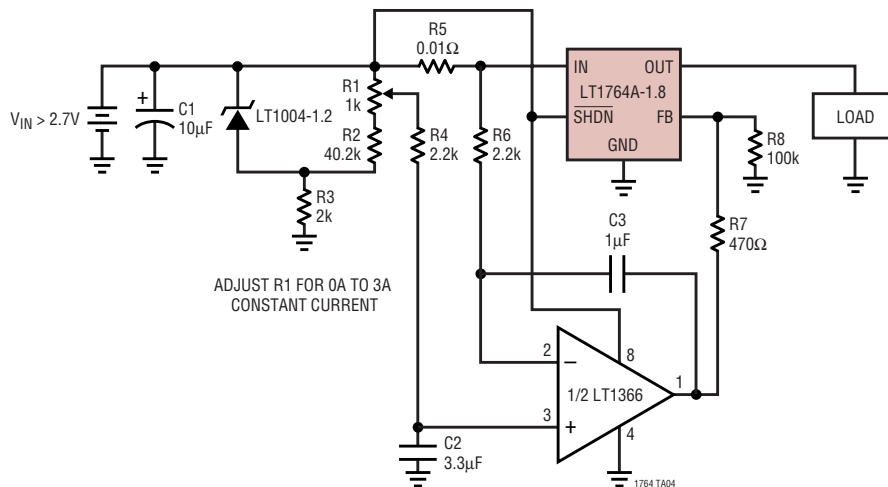 R5
0.01Ω
VIN > 2.7V
+
C1
10µF
LT1004-1.2
R1
1k
R2
40.2k
R3
2k
R4
2.2k
R6
2.2k
IN
OUT
LT1764A-1.8
SHDN
FB
GND
R8
100k
LOAD
R7
470Ω
C3
1µF
ADJUST R1 FOR 0A TO 3A
CONSTANT CURRENT
2
–
8
1/2 LT1366
1
3
+
4
C2
3.3µF
1764 TA04